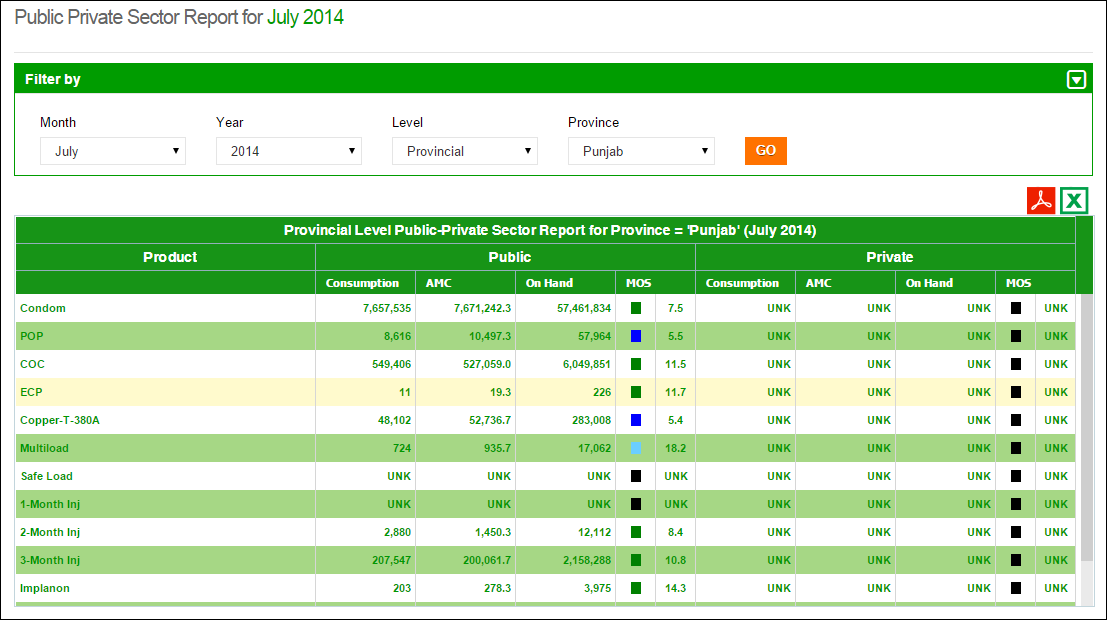 Public Private Sector Report for July 2014
Filter by
Month Year Level Province
July 2014 Provincial Punjab GO
Provincial Level Public-Private Sector Report for Province = 'Punjab' (July 2014)
Product Public Private
Consumption AMC On Hand MOS Consumption AMC On Hand MOS
Condom 7,657,535 7,671,242.3 57,461,834 7.5 UNK UNK UNK UNK
POP 8,616 10,497.3 57,964 5.5 UNK UNK UNK UNK
COC 549,406 527,059.0 6,049,851 11.5 UNK UNK UNK UNK
ECP 11 19.3 226 11.7 UNK UNK UNK UNK
Copper-T-380A 48,102 52,736.7 283,008 5.4 UNK UNK UNK UNK
Multiload 724 935.7 17,062 18.2 UNK UNK UNK UNK
Safe Load UNK UNK UNK UNK UNK UNK UNK UNK
1-Month Inj UNK UNK UNK UNK UNK UNK UNK UNK
2-Month Inj 2,880 1,450.3 12,112 8.4 UNK UNK UNK UNK
3-Month Inj 207,547 200,061.7 2,158,288 10.8 UNK UNK UNK UNK
Implanon 203 278.3 3,975 14.3 UNK UNK UNK UNK